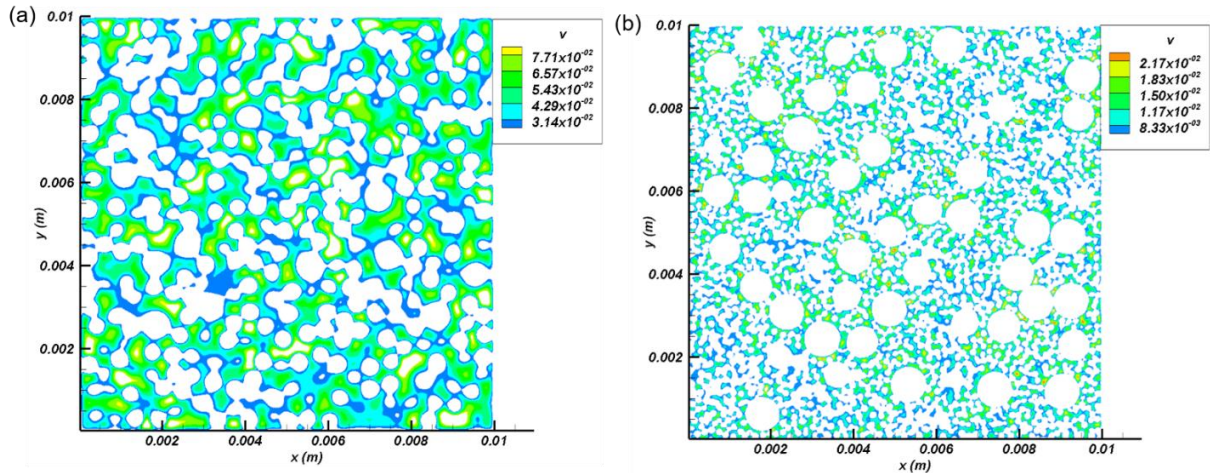 (a)
v
7.71x10⁻⁰²
6.57x10⁻⁰²
5.43x10⁻⁰²
4.29x10⁻⁰²
3.14x10⁻⁰²
0.01
0.008
0.006
0.004
0.002
y (m)
0.002 0.004 0.006 0.008 0.01
x (m)
(b)
v
2.17x10⁻⁰²
1.83x10⁻⁰²
1.50x10⁻⁰²
1.17x10⁻⁰²
8.33x10⁻⁰³
0.01
0.008
0.006
0.004
0.002
y (m)
0.002 0.004 0.006 0.008 0.01
x (m)